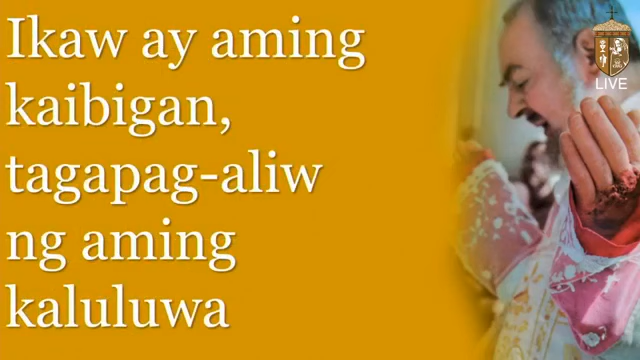 Ikaw ay aming
kaibigan,
tagapag-aliw
ng aming
kaluluwa
LIVE